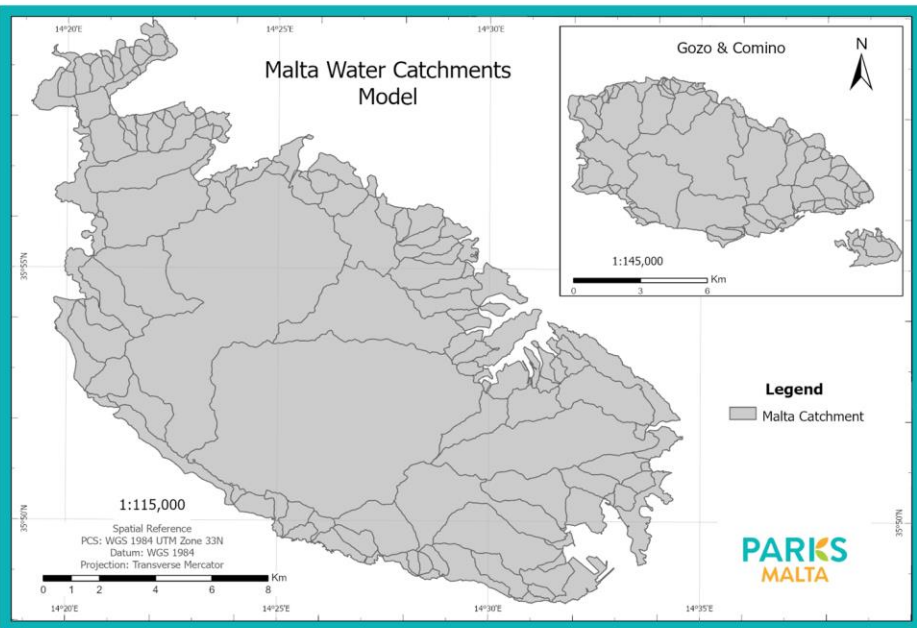 14°20'E
14°25'E
14°30'E
Malta Water Catchments
Model
Gozo & Comino
N
1:145,000
0 3 6 Km
35°55'N
Legend
Malta Catchment
1:115,000
Spatial Reference
PCS: WGS 1984 UTM Zone 33N
Datum: WGS 1984
Projection: Transverse Mercator
0 1 2 4 6 8 Km
35°50'N
35°50'N
PARKS
MALTA
14°20'E
14°25'E
14°30'E
14°35'E